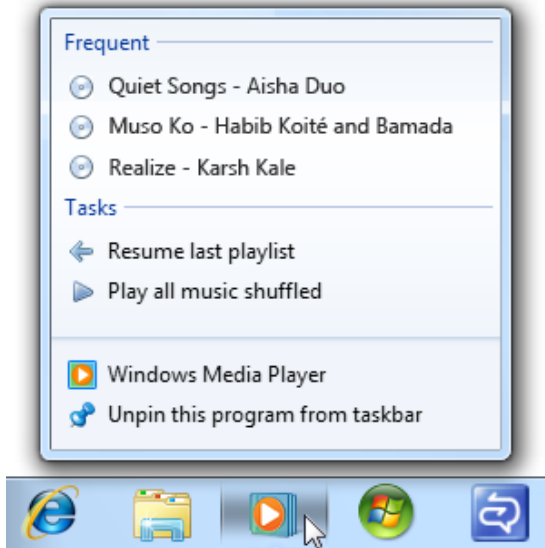 Frequent
Quiet Songs - Aisha Duo
Muso Ko - Habib Koité and Bamada
Realize - Karsh Kale
Tasks
Resume last playlist
Play all music shuffled
Windows Media Player
Unpin this program from taskbar